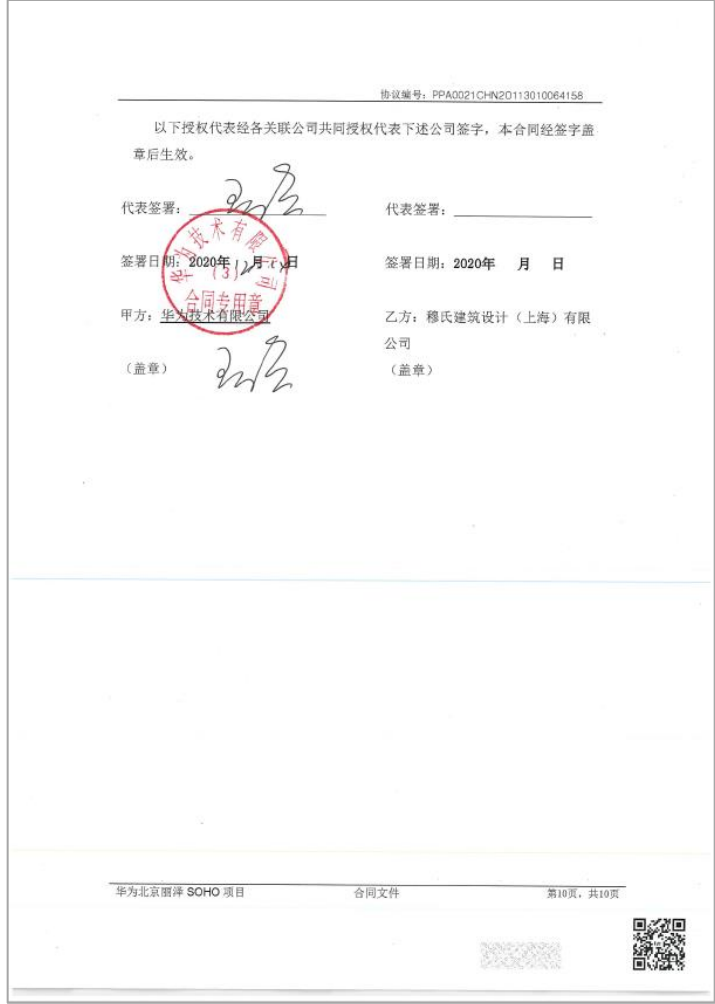 协议编号：PPA0021CHN20113010064158
以下授权代表经各关联公司共同授权代表下述公司签字，本合同经签字盖
章后生效。
代表签署：
代表签署：
签署日期：2020年12月 日
签署日期：2020年 月 日
华为技术有限公司
(3)
合同专用章
甲方：华为技术有限公司
乙方：穆氏建筑设计（上海）有限
公司
（盖章）
（盖章）
华为北京丽泽 SOHO 项目
合同文件
第10页，共10页